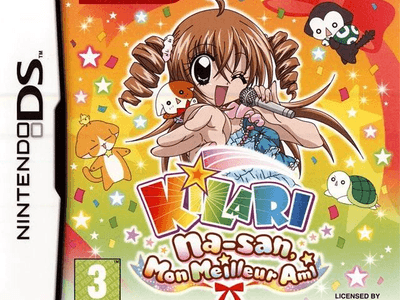 NINTENDO DS
KILARI
na-san,
Mon Meilleur Ami
3
LICENSED BY